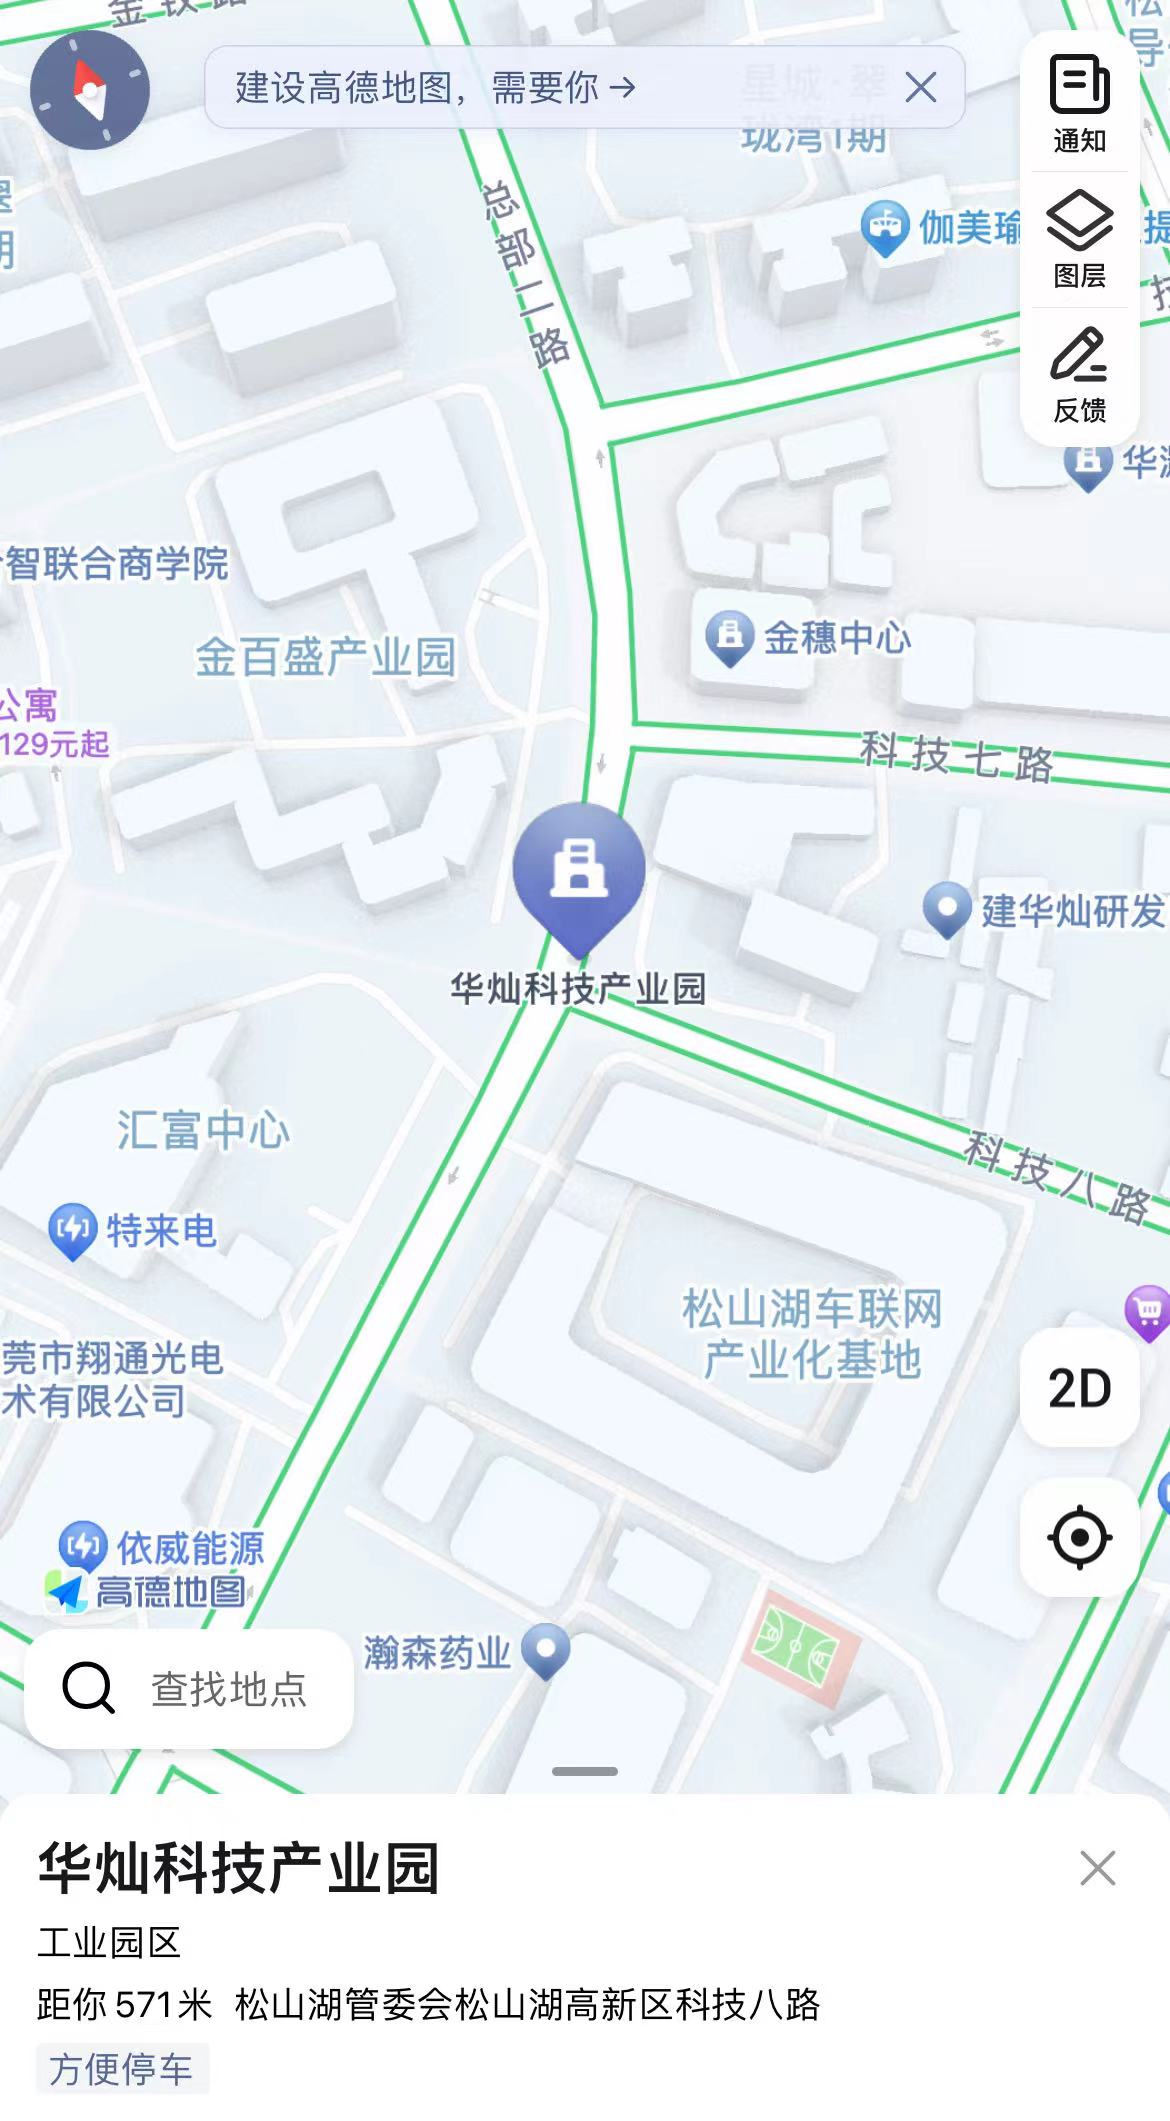 建设高德地图，需要你→
通知
图层
反馈
珑湾1期
总部二路
伽美瑜
智联合商学院
金百盛产业园
公寓
129元起
金穗中心
科技七路
华灿科技产业园
建华灿研发
汇富中心
科技八路
特来电
松山湖车联网
产业化基地
莞市翔通光电
术有限公司
2D
依威能源
高德地图
瀚森药业
查找地点
华灿科技产业园
工业园区
距你571米 松山湖管委会松山湖高新区科技八路
方便停车